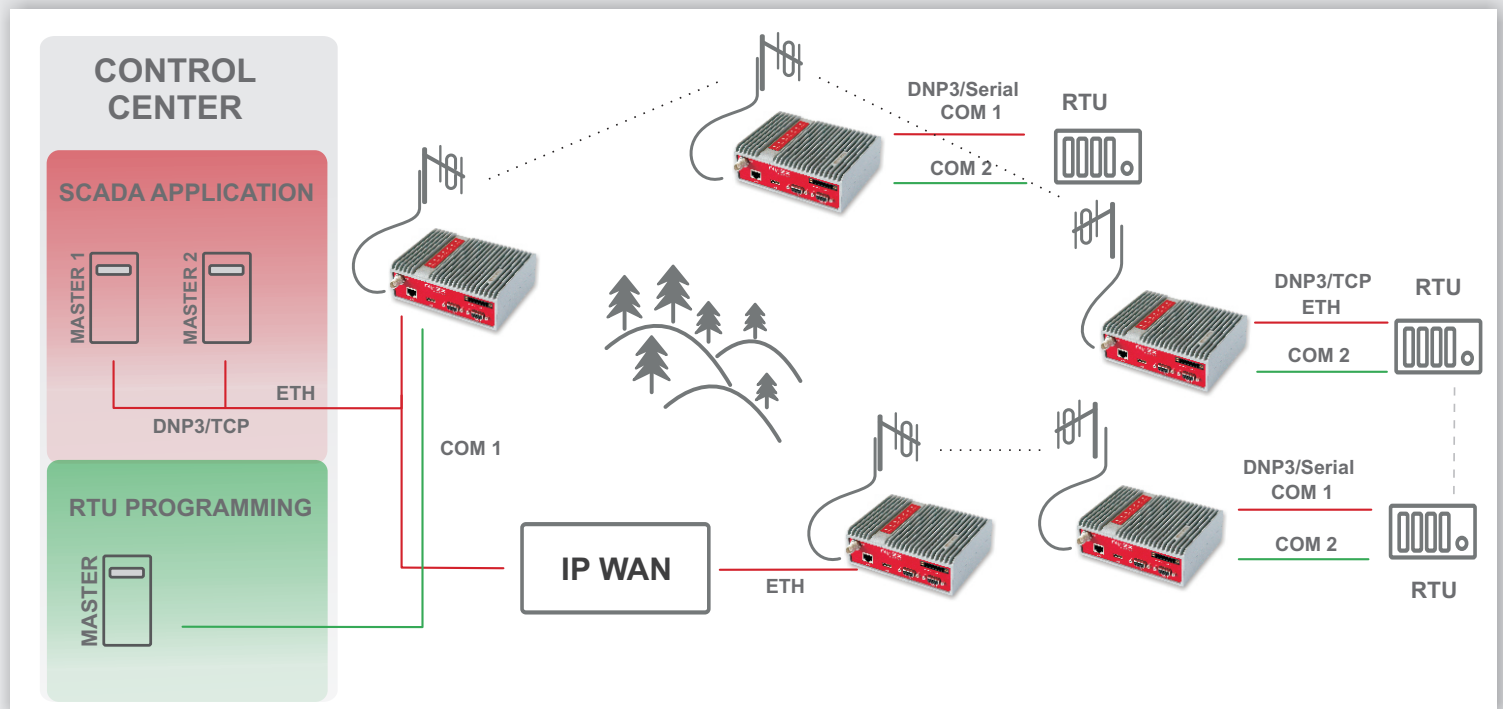 CONTROL
CENTER
SCADA APPLICATION
MASTER 1
MASTER 2
ETH
DNP3/TCP
RTU PROGRAMMING
MASTER
COM 1
IP WAN
ETH
DNP3/Serial
COM 1
COM 2
RTU
DNP3/TCP
ETH
COM 2
RTU
DNP3/Serial
COM 1
COM 2
RTU